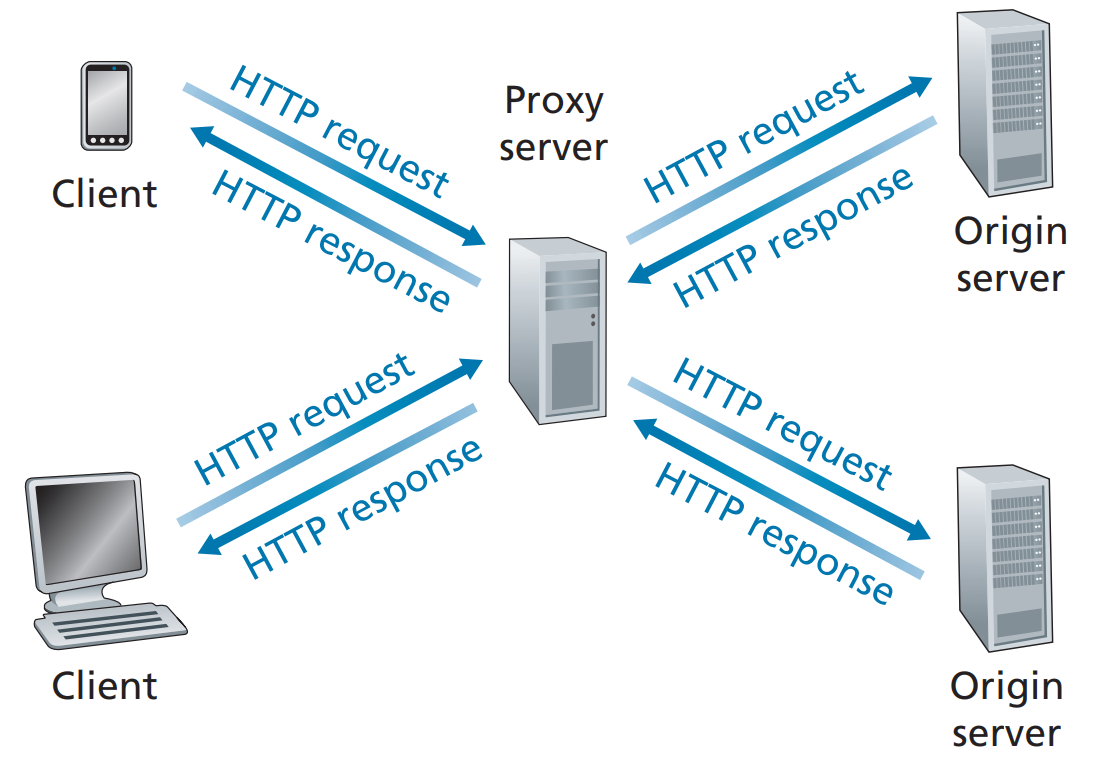 HTTP request
HTTP response
Client
Proxy
server
HTTP request
HTTP response
Origin
server
HTTP request
HTTP response
Client
HTTP request
HTTP response
Origin
server